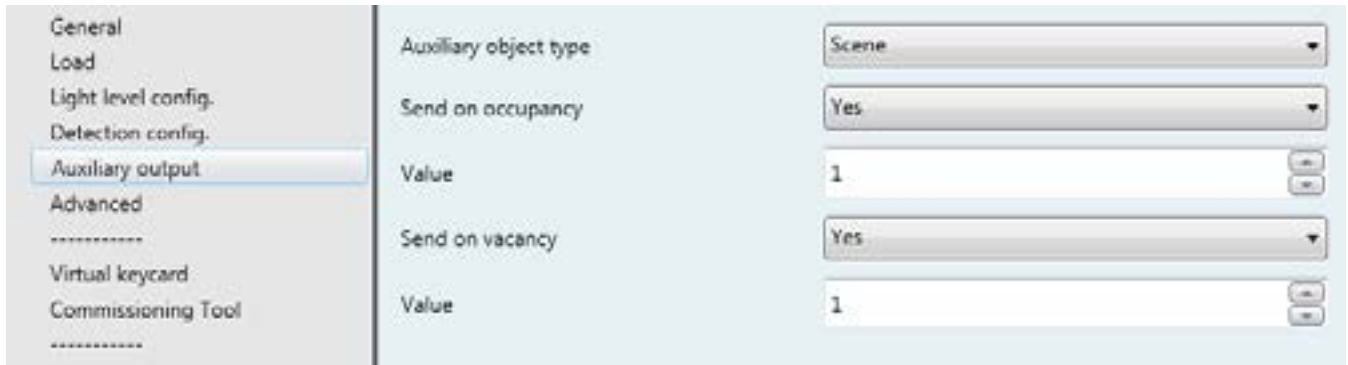 General
Load
Light level config.
Detection config.
Auxiliary output
Advanced
-----------
Virtual keycard
Commissioning Tool
-----------
Auxiliary object type Scene
Send on occupancy Yes
Value 1
Send on vacancy Yes
Value 1